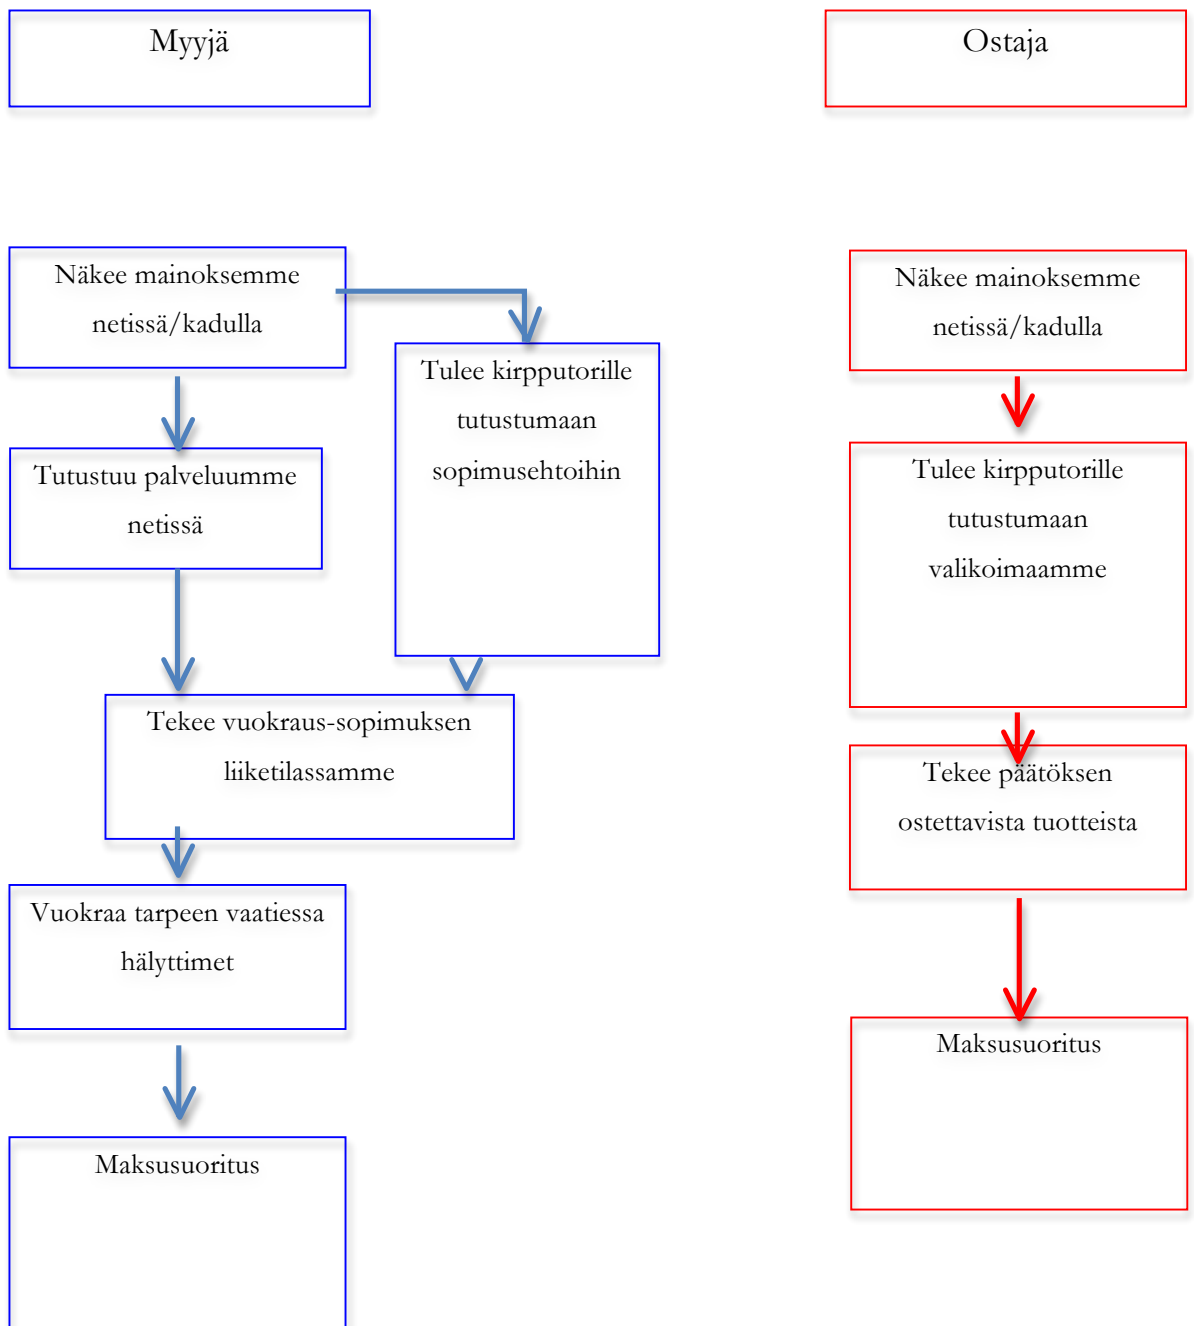 Myyjä
Ostaja
Näkee mainoksemme
netissä/kadulla
Tulee kirpputorille
tutustumaan
sopimusehtoihin
Tutustuu palveluumme
netissä
Tekee vuokraus-sopimuksen
liiketilassamme
Vuokraa tarpeen vaatiessa
hälyttimet
Maksusuoritus
Näkee mainoksemme
netissä/kadulla
Tulee kirpputorille
tutustumaan
valikoimaamme
Tekee päätöksen
ostettavista tuotteista
Maksusuoritus